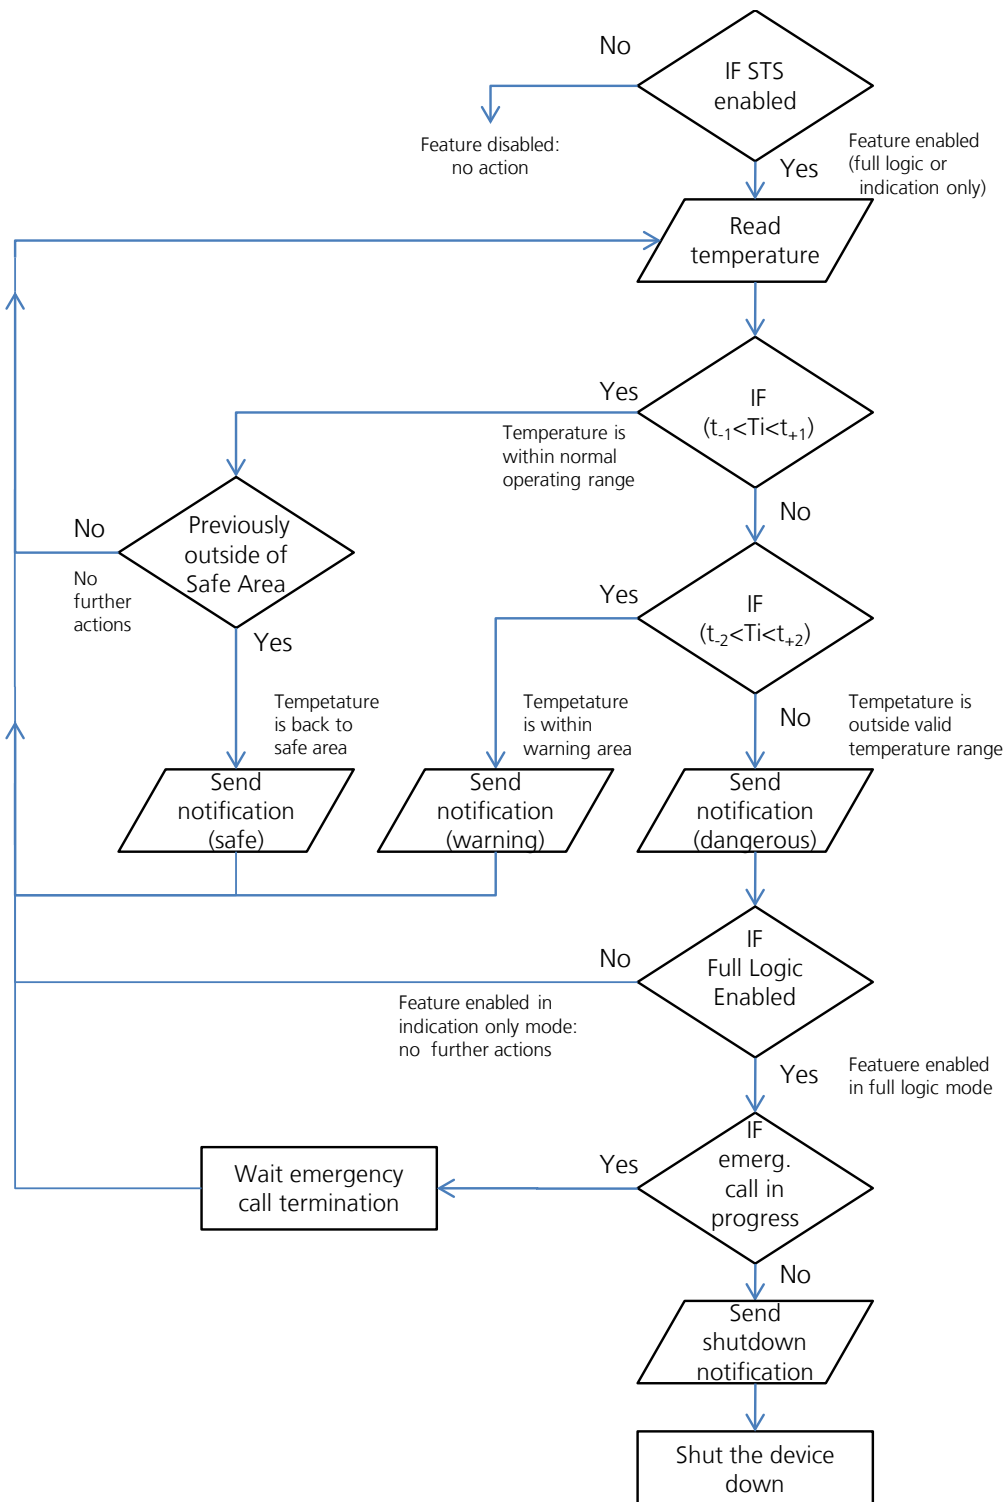 No
IF STS
enabled
Feature disabled:
no action
Yes
Feature enabled
(full logic or
indication only)
Read
temperature
Yes
IF
(t-1<Ti<t+1)
Temperature is
within normal
operating range
No
No
Previously
outside of
Safe Area
No
further
actions
Yes
Yes
IF
(t-2<Ti<t+2)
Tempetature
is back to
safe area
Tempetature
is within
warning area
No
Tempetature is
outside valid
temperature range
Send
notification
(safe)
Send
notification
(warning)
Send
notification
(dangerous)
No
IF
Full Logic
Enabled
Feature enabled in
indication only mode:
no further actions
Yes
Featuere enabled
in full logic mode
Wait emergency
call termination
Yes
IF
emerg.
call in
progress
No
Send
shutdown
notification
Shut the device
down